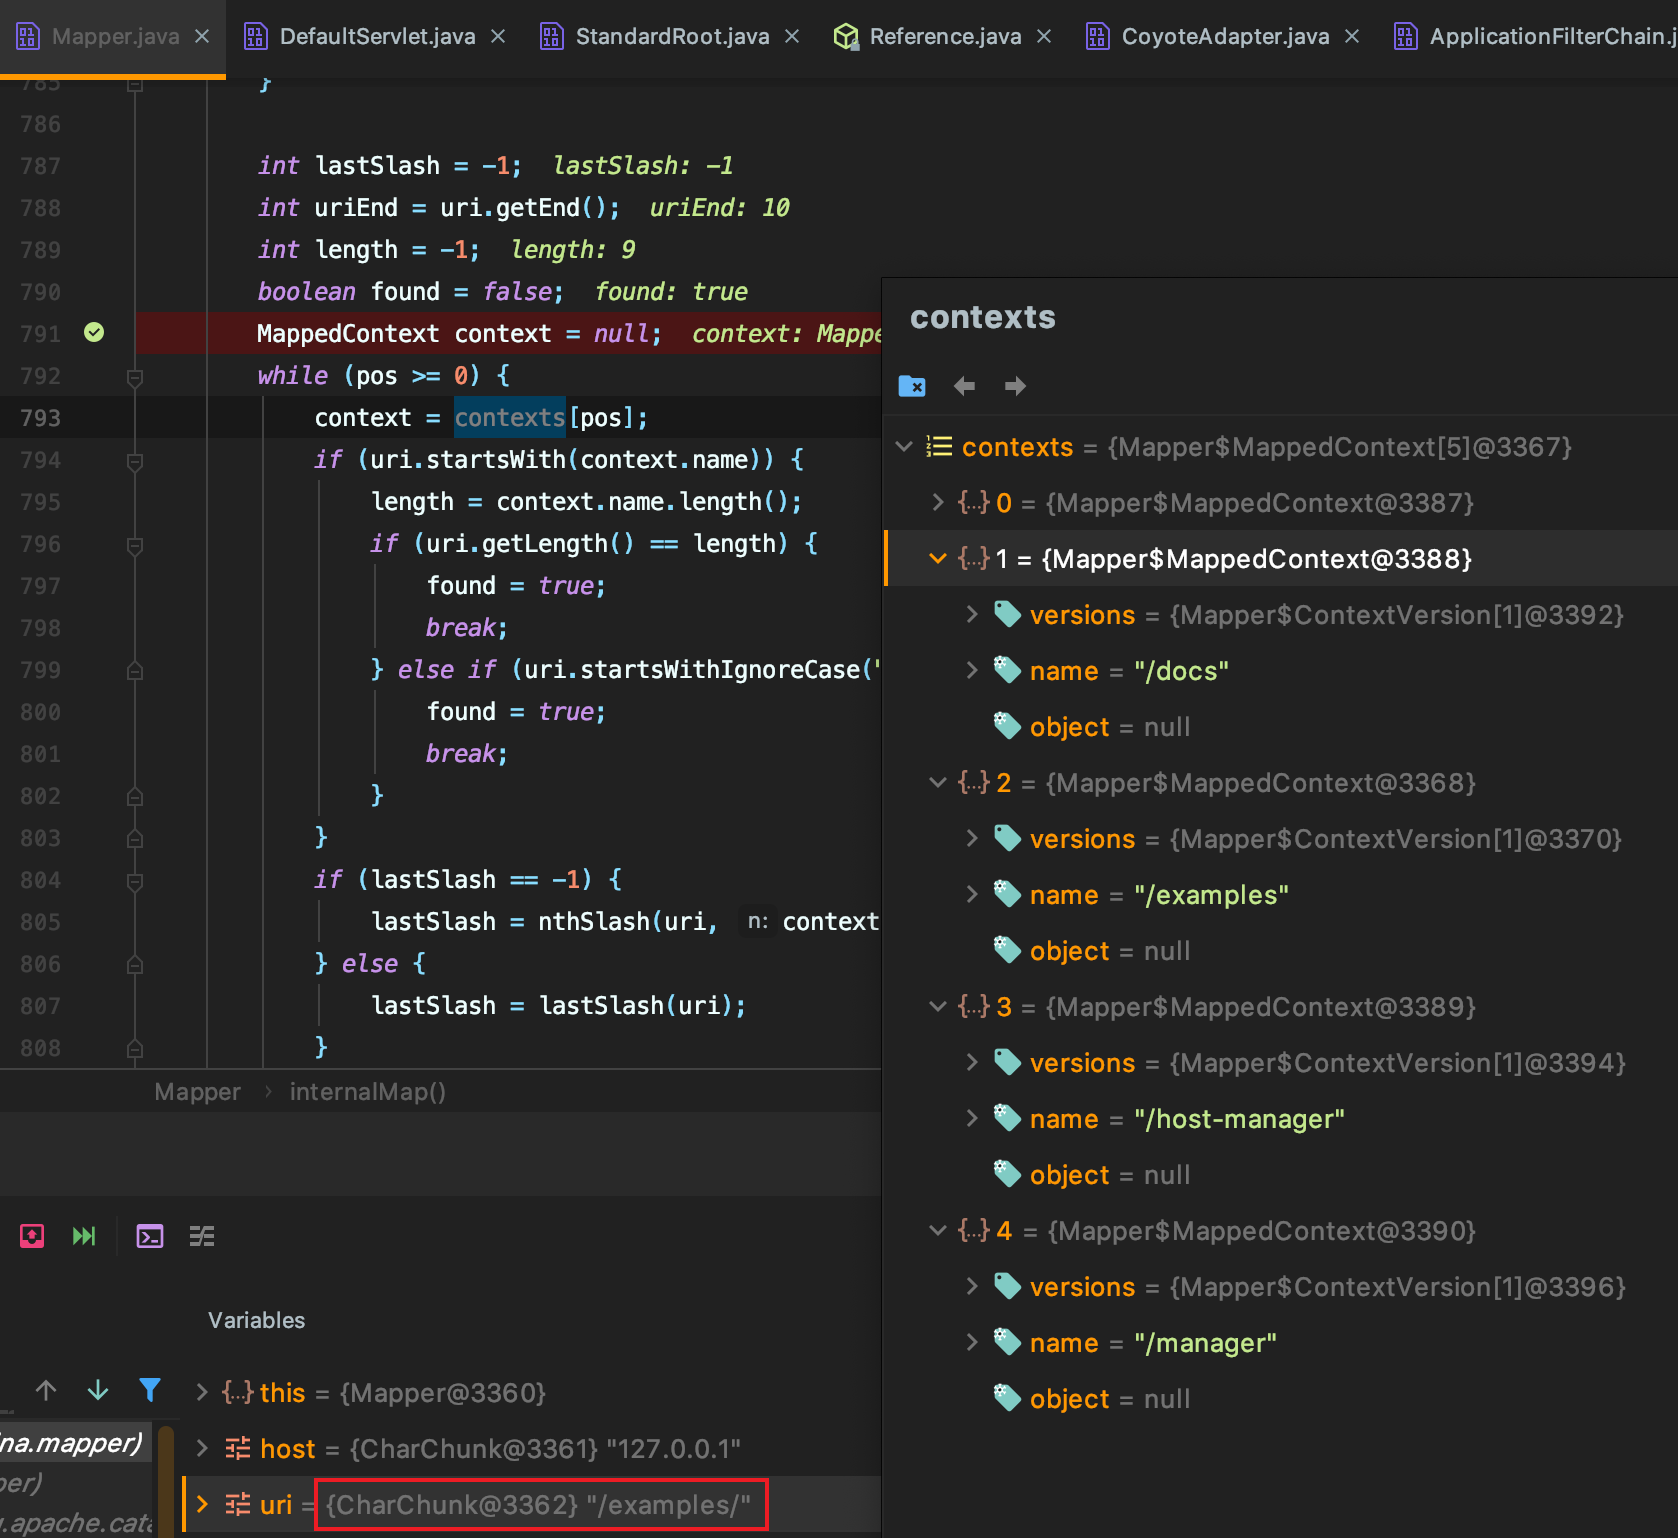 Mapper.java DefaultServlet.java StandardRoot.java Reference.java CoyoteAdapter.java ApplicationFilterChain.j
785 }
786
787 int lastSlash = -1; lastSlash: -1
788 int uriEnd = uri.getEnd(); uriEnd: 10
789 int length = -1; length: 9
790 boolean found = false; found: true
791 MappedContext context = null; context: Mappe
792 while (pos >= 0) {
793 context = contexts[pos];
794 if (uri.startsWith(context.name)) {
795 length = context.name.length();
796 if (uri.getLength() == length) {
797 found = true;
798 break;
799 } else if (uri.startsWithIgnoreCase("
800 found = true;
801 break;
802 }
803 }
804 if (lastSlash == -1) {
805 lastSlash = nthSlash(uri, n: context
806 } else {
807 lastSlash = lastSlash(uri);
808 }
Mapper > internalMap()
contexts
contexts = {Mapper$MappedContext[5]@3367}
{...} 0 = {Mapper$MappedContext@3387}
{...} 1 = {Mapper$MappedContext@3388}
versions = {Mapper$ContextVersion[1]@3392}
name = "/docs"
object = null
{...} 2 = {Mapper$MappedContext@3368}
versions = {Mapper$ContextVersion[1]@3370}
name = "/examples"
object = null
{...} 3 = {Mapper$MappedContext@3389}
versions = {Mapper$ContextVersion[1]@3394}
name = "/host-manager"
object = null
{...} 4 = {Mapper$MappedContext@3390}
versions = {Mapper$ContextVersion[1]@3396}
name = "/manager"
object = null
Variables
{...} this = {Mapper@3360}
host = {CharChunk@3361} "127.0.0.1"
uri = {CharChunk@3362} "/examples/"
ina.mapper)
per)
.apache.cata